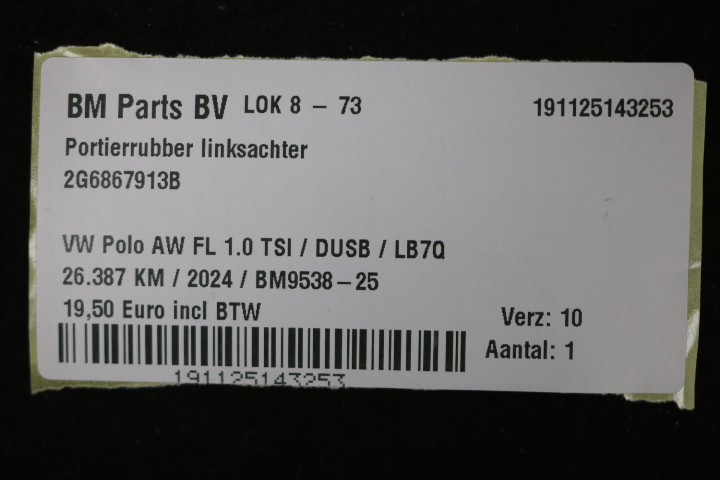 BM Parts BV LOK 8 - 73 191125143253
Portierrubber linksachter
2G6867913B
VW Polo AW FL 1.0 TSI / DUSB / LB7Q
26.387 KM / 2024 / BM9538-25
19,50 Euro incl BTW
Verz: 10
Aantal: 1
191125143253